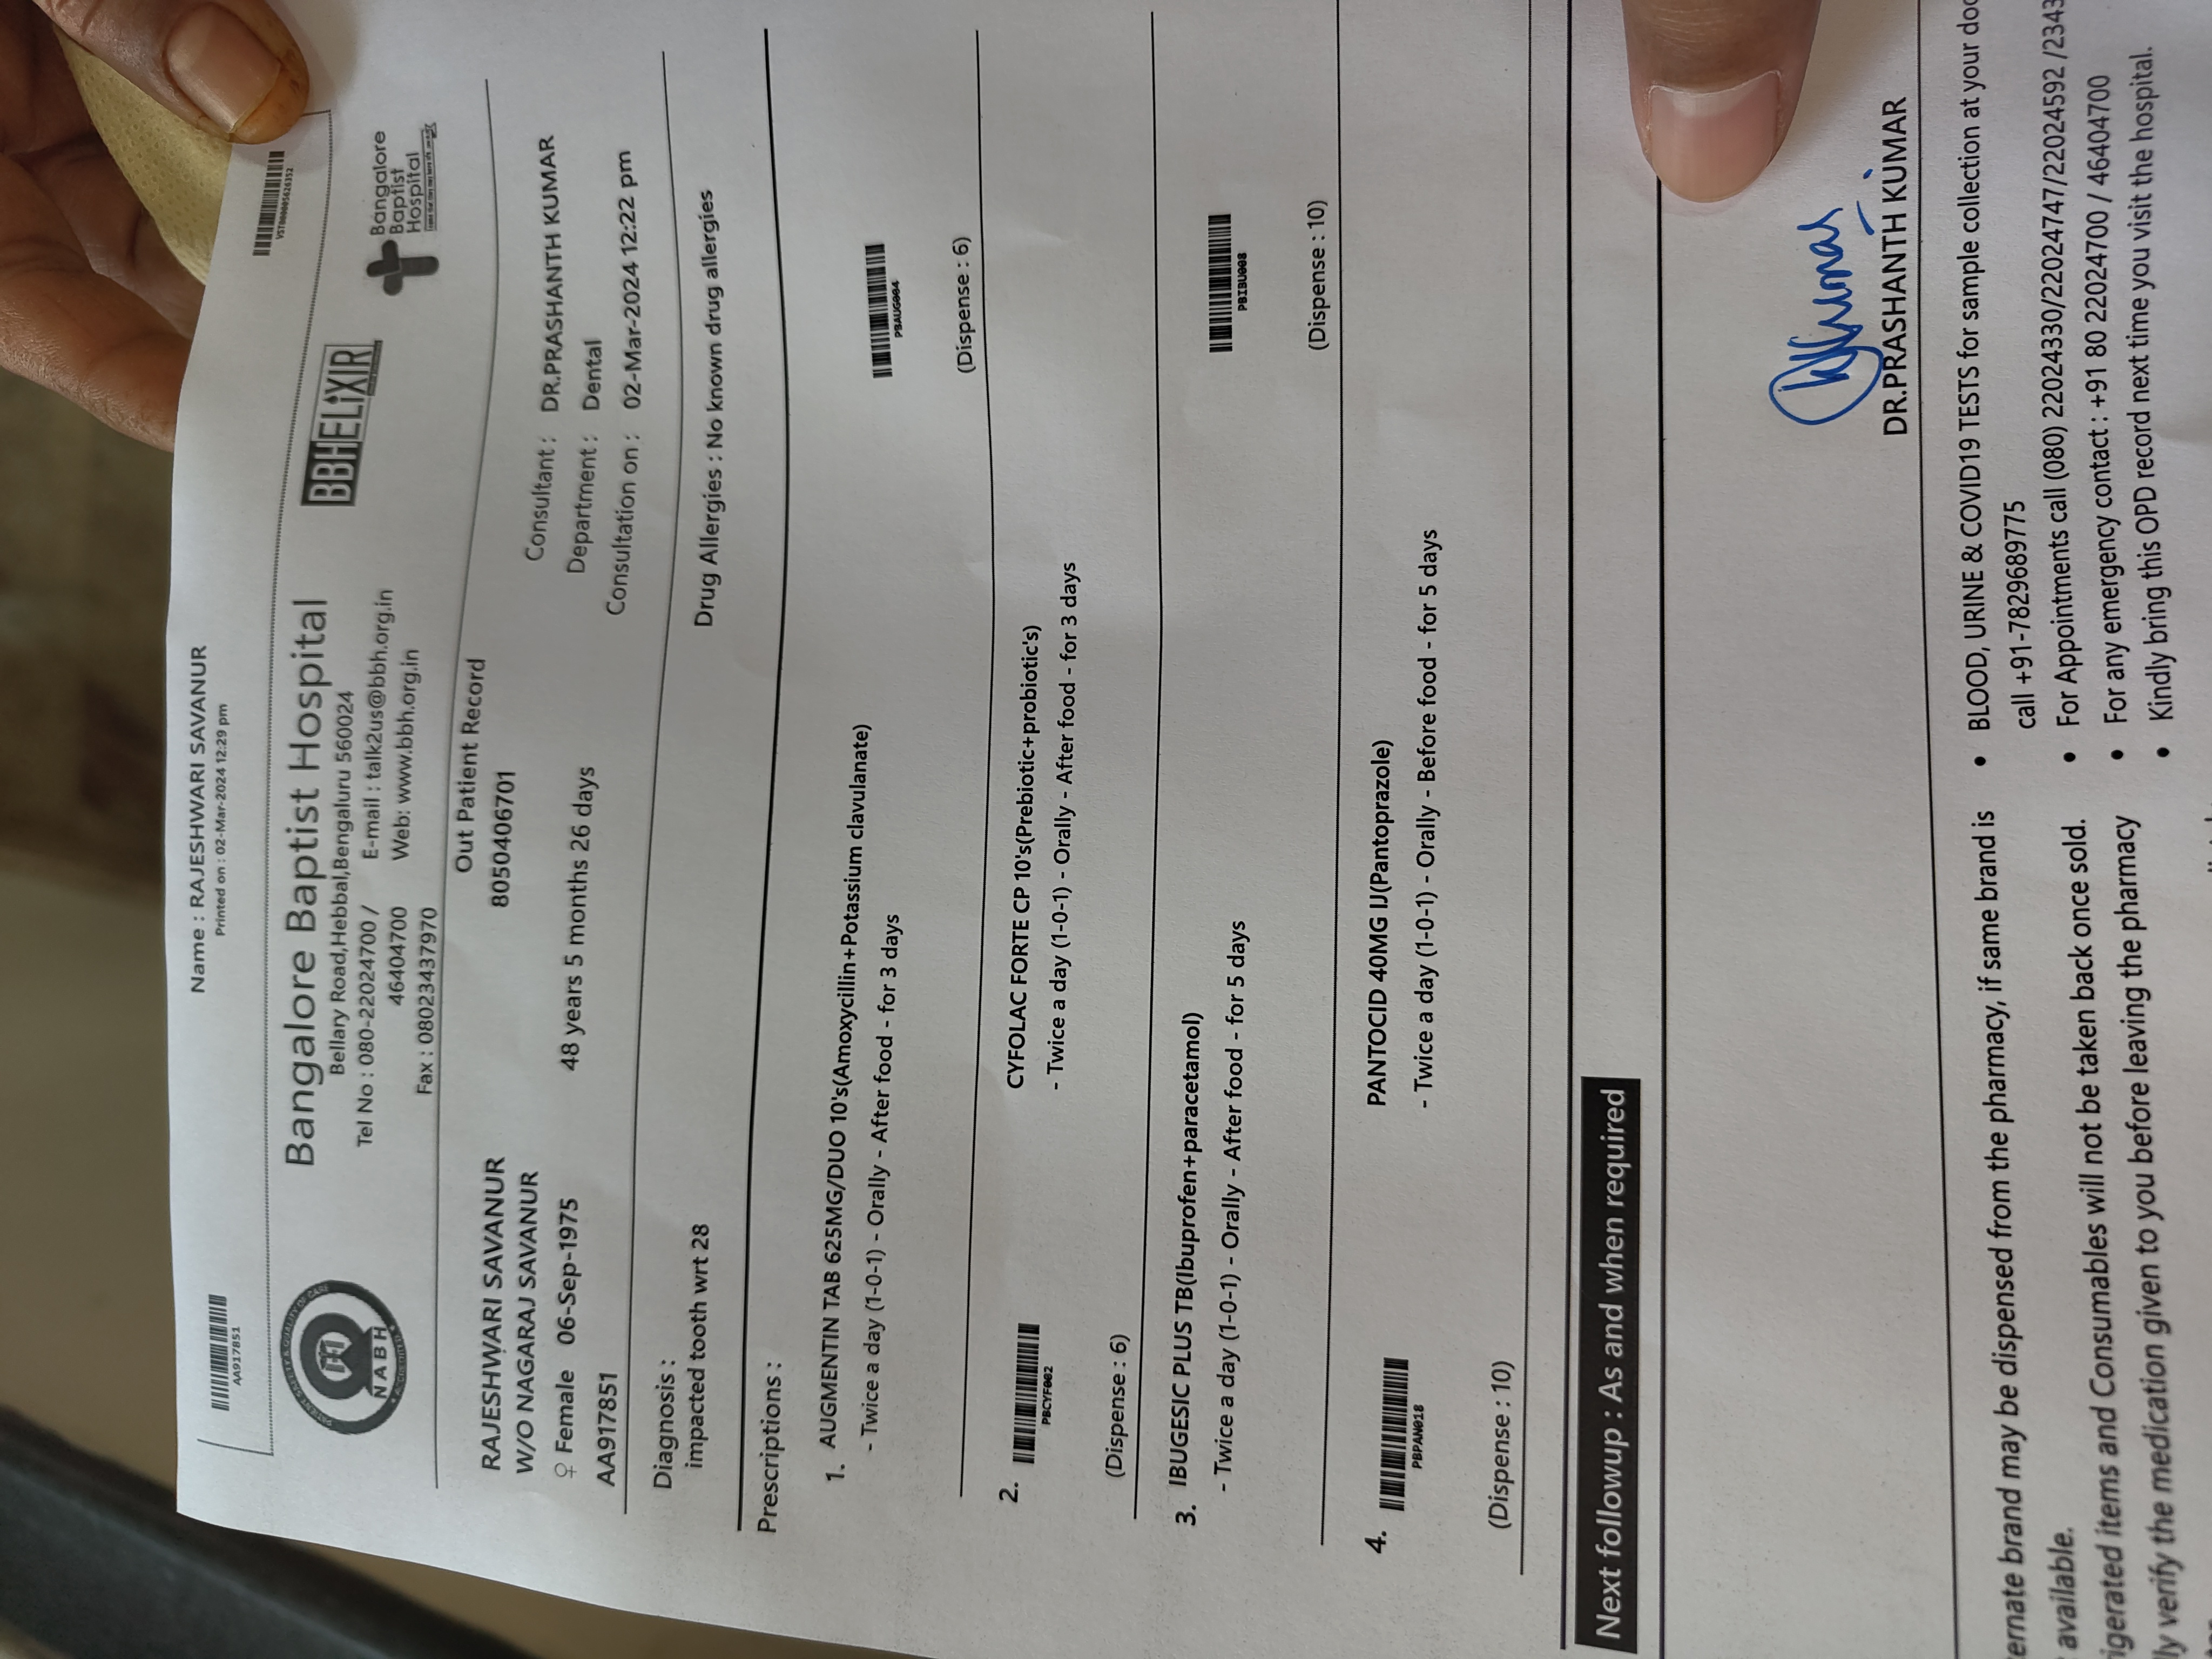 Name : RAJESHWARI SAVANUR
Printed on : 02-Mar-2024 12:29 pm
AA917851
VST000005626352
NABH
Bangalore Baptist Hospital
Bellary Road,Hebbal,Bengaluru 560024
Tel No : 080-22024700 /
46404700
Fax : 08023437970
E-mail : talk2us@bbh.org.in
Web: www.bbh.org.in
BBHELiXIR
Bangalore
Baptist
Hospital
Out Patient Record
RAJESHWARI SAVANUR
8050406701
W/O NAGARAJ SAVANUR
♀ Female 06-Sep-1975
48 years 5 months 26 days
AA917851
Consultant : DR.PRASHANTH KUMAR
Department : Dental
Consultation on : 02-Mar-2024 12:22 pm
Diagnosis :
impacted tooth wrt 28
Drug Allergies : No known drug allergies
Prescriptions :
1. AUGMENTIN TAB 625MG/DUO 10's(Amoxycillin+Potassium clavulanate)
- Twice a day (1-0-1) - Orally - After food - for 3 days
PBAUG004
(Dispense : 6)
2. CYFOLAC FORTE CP 10's(Prebiotic+probiotic's)
PBCYF002
- Twice a day (1-0-1) - Orally - After food - for 3 days
(Dispense : 6)
3. IBUGESIC PLUS TB(Ibuprofen+paracetamol)
- Twice a day (1-0-1) - Orally - After food - for 5 days
PBIBU008
(Dispense : 10)
4. PANTOCID 40MG IJ(Pantoprazole)
PBPAN018
- Twice a day (1-0-1) - Orally - Before food - for 5 days
(Dispense : 10)
Next followup : As and when required
DR.PRASHANTH KUMAR
ternate brand may be dispensed from the pharmacy, if same brand is
available.
rigerated items and Consumables will not be taken back once sold.
lly verify the medication given to you before leaving the pharmacy
• BLOOD, URINE & COVID19 TESTS for sample collection at your doo
call +91-7829689775
• For Appointments call (080) 22024330/22024747/22024592 /2343
• For any emergency contact : +91 80 22024700 / 46404700
• Kindly bring this OPD record next time you visit the hospital.